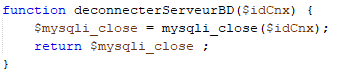 function deconnecterServeurBD($idCnx) {
    $mysqli_close = mysqli_close($idCnx);
    return $mysqli_close ;
}